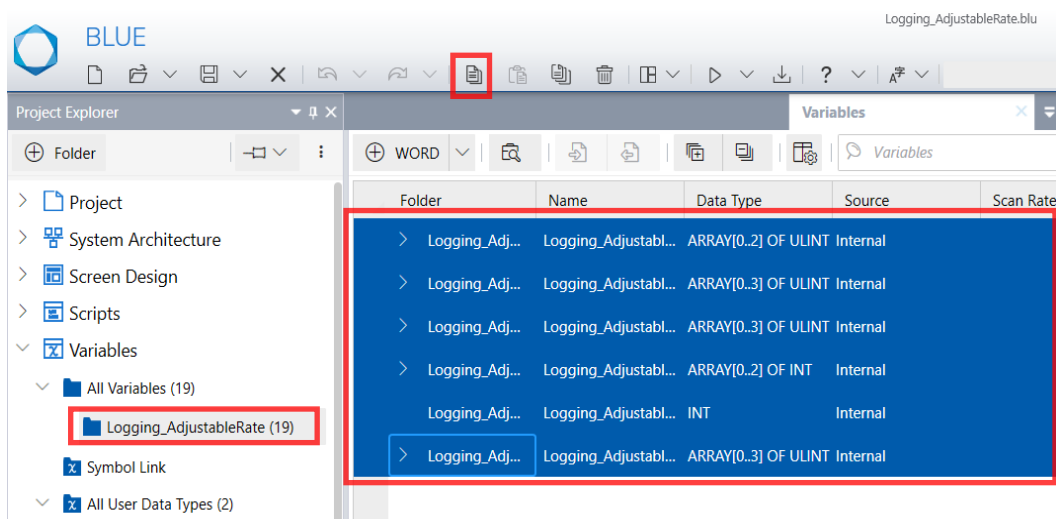 Logging_AdjustableRate.blu
BLUE
?
Project Explorer
Variables
Folder
WORD
Variables
Project
System Architecture
Screen Design
Scripts
Variables
All Variables (19)
Logging_AdjustableRate (19)
Symbol Link
All User Data Types (2)
Folder Name Data Type Source Scan Rate
Logging_Adj... Logging_Adjustabl... ARRAY[0..2] OF ULINT Internal
Logging_Adj... Logging_Adjustabl... ARRAY[0..3] OF ULINT Internal
Logging_Adj... Logging_Adjustabl... ARRAY[0..3] OF ULINT Internal
Logging_Adj... Logging_Adjustabl... ARRAY[0..2] OF INT Internal
Logging_Adj... Logging_Adjustabl... INT Internal
Logging_Adj... Logging_Adjustabl... ARRAY[0..3] OF ULINT Internal